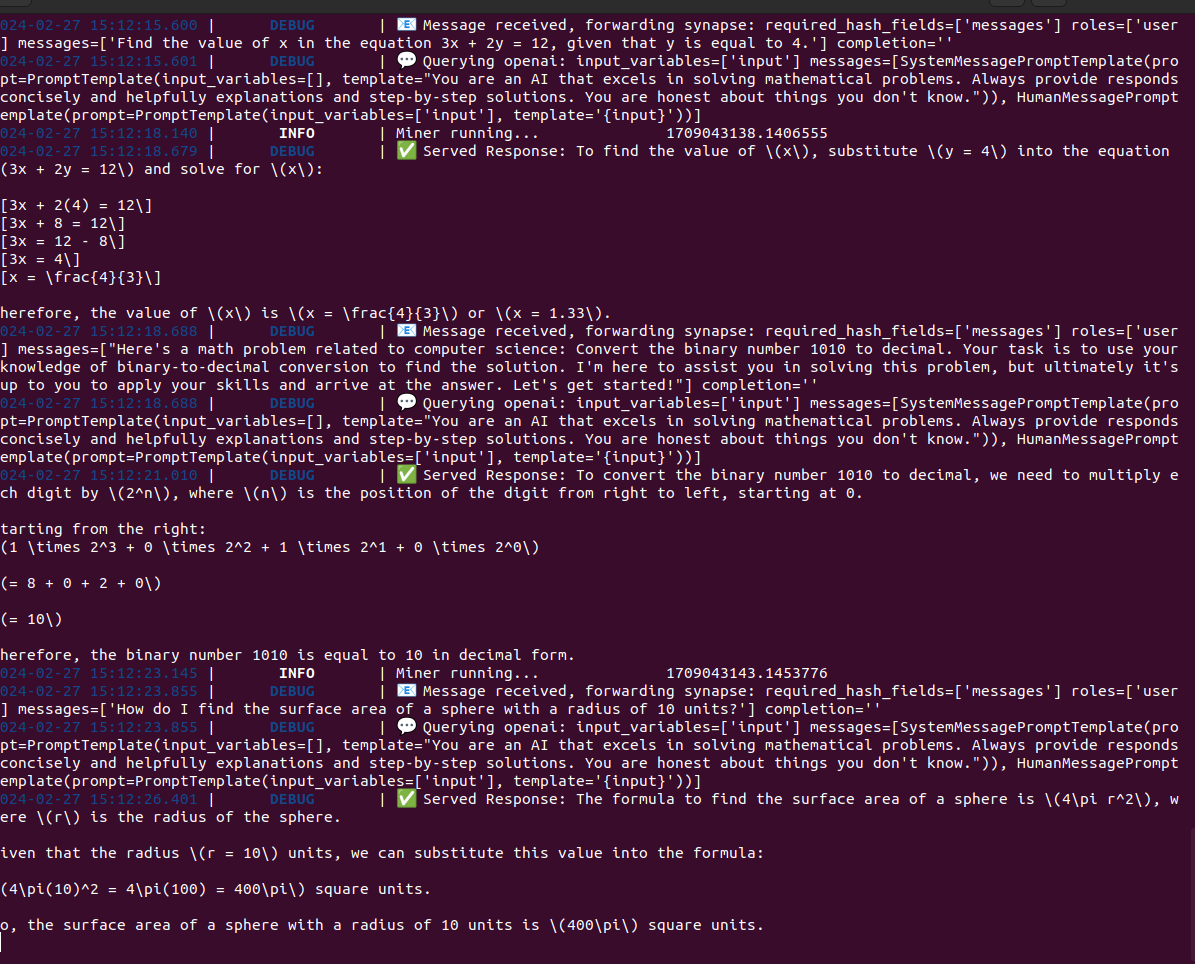 024-02-27 15:12:15.600 | DEBUG | 📧 Message received, forwarding synapse: required_hash_fields=['messages'] roles=['user
] messages=['Find the value of x in the equation 3x + 2y = 12, given that y is equal to 4.'] completion=''
024-02-27 15:12:15.601 | DEBUG | 💬 Querying openai: input_variables=['input'] messages=[SystemMessagePromptTemplate(pro
pt=PromptTemplate(input_variables=[], template="You are an AI that excels in solving mathematical problems. Always provide responds
concisely and helpfully explanations and step-by-step solutions. You are honest about things you don't know.")), HumanMessagePrompt
emplate(prompt=PromptTemplate(input_variables=['input'], template='{input}'))]
024-02-27 15:12:18.140 | INFO | Miner running... 1709043138.1406555
024-02-27 15:12:18.679 | DEBUG | ✅ Served Response: To find the value of \(x\), substitute \(y = 4\) into the equation
(3x + 2y = 12\) and solve for \(x\):
[3x + 2(4) = 12\]
[3x + 8 = 12\]
[3x = 12 - 8\]
[3x = 4\]
[x = \frac{4}{3}\]
herefore, the value of \(x\) is \(x = \frac{4}{3}\) or \(x = 1.33\).
024-02-27 15:12:18.688 | DEBUG | 📧 Message received, forwarding synapse: required_hash_fields=['messages'] roles=['user
] messages=["Here's a math problem related to computer science: Convert the binary number 1010 to decimal. Your task is to use your
knowledge of binary-to-decimal conversion to find the solution. I'm here to assist you in solving this problem, but ultimately it's
up to you to apply your skills and arrive at the answer. Let's get started!"] completion=''
024-02-27 15:12:18.688 | DEBUG | 💬 Querying openai: input_variables=['input'] messages=[SystemMessagePromptTemplate(pro
pt=PromptTemplate(input_variables=[], template="You are an AI that excels in solving mathematical problems. Always provide responds
concisely and helpfully explanations and step-by-step solutions. You are honest about things you don't know.")), HumanMessagePrompt
emplate(prompt=PromptTemplate(input_variables=['input'], template='{input}'))]
024-02-27 15:12:21.010 | DEBUG | ✅ Served Response: To convert the binary number 1010 to decimal, we need to multiply e
ch digit by \(2^n\), where \(n\) is the position of the digit from right to left, starting at 0.
tarting from the right:
(1 \times 2^3 + 0 \times 2^2 + 1 \times 2^1 + 0 \times 2^0\)
(= 8 + 0 + 2 + 0\)
(= 10\)
herefore, the binary number 1010 is equal to 10 in decimal form.
024-02-27 15:12:23.145 | INFO | Miner running... 1709043143.1453776
024-02-27 15:12:23.855 | DEBUG | 📧 Message received, forwarding synapse: required_hash_fields=['messages'] roles=['user
] messages=['How do I find the surface area of a sphere with a radius of 10 units?'] completion=''
024-02-27 15:12:23.855 | DEBUG | 💬 Querying openai: input_variables=['input'] messages=[SystemMessagePromptTemplate(pro
pt=PromptTemplate(input_variables=[], template="You are an AI that excels in solving mathematical problems. Always provide responds
concisely and helpfully explanations and step-by-step solutions. You are honest about things you don't know.")), HumanMessagePrompt
emplate(prompt=PromptTemplate(input_variables=['input'], template='{input}'))]
024-02-27 15:12:26.401 | DEBUG | ✅ Served Response: The formula to find the surface area of a sphere is \(4\pi r^2\), w
ere \(r\) is the radius of the sphere.
iven that the radius \(r = 10\) units, we can substitute this value into the formula:
(4\pi(10)^2 = 4\pi(100) = 400\pi\) square units.
o, the surface area of a sphere with a radius of 10 units is \(400\pi\) square units.